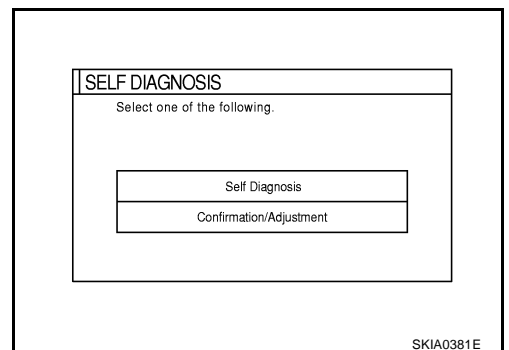 SELF DIAGNOSIS
Select one of the following.
Self Diagnosis
Confirmation/Adjustment
SKIA0381E